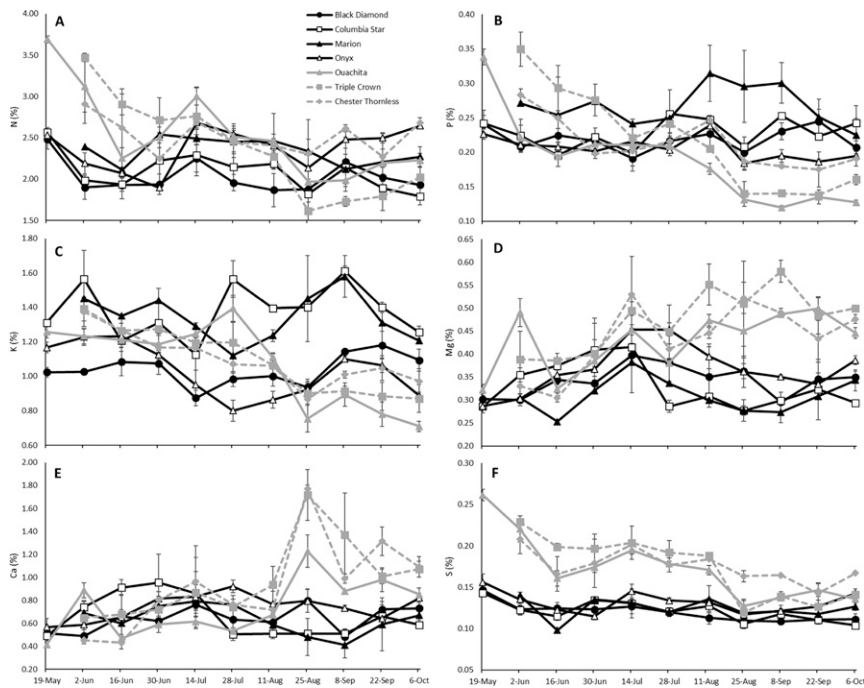 A
Black Diamond
Columbia Star
Marion
Onyx
Ouachita
Triple Crown
Chester Thornless
N (%)
4.00
3.50
3.00
2.50
2.00
1.50
B
P (%)
0.40
0.35
0.30
0.25
0.20
0.15
0.10
C
K (%)
1.80
1.60
1.40
1.20
1.00
0.80
0.60
D
Mg (%)
0.65
0.60
0.55
0.50
0.45
0.40
0.35
0.30
0.25
0.20
E
Ca (%)
2.00
1.80
1.60
1.40
1.20
1.00
0.80
0.60
0.40
0.20
19-May 2-Jun 16-Jun 30-Jun 14-Jul 28-Jul 11-Aug 25-Aug 8-Sep 22-Sep 6-Oct
F
S (%)
0.30
0.25
0.20
0.15
0.10
0.05
19-May 2-Jun 16-Jun 30-Jun 14-Jul 28-Jul 11-Aug 25-Aug 8-Sep 22-Sep 6-Oct